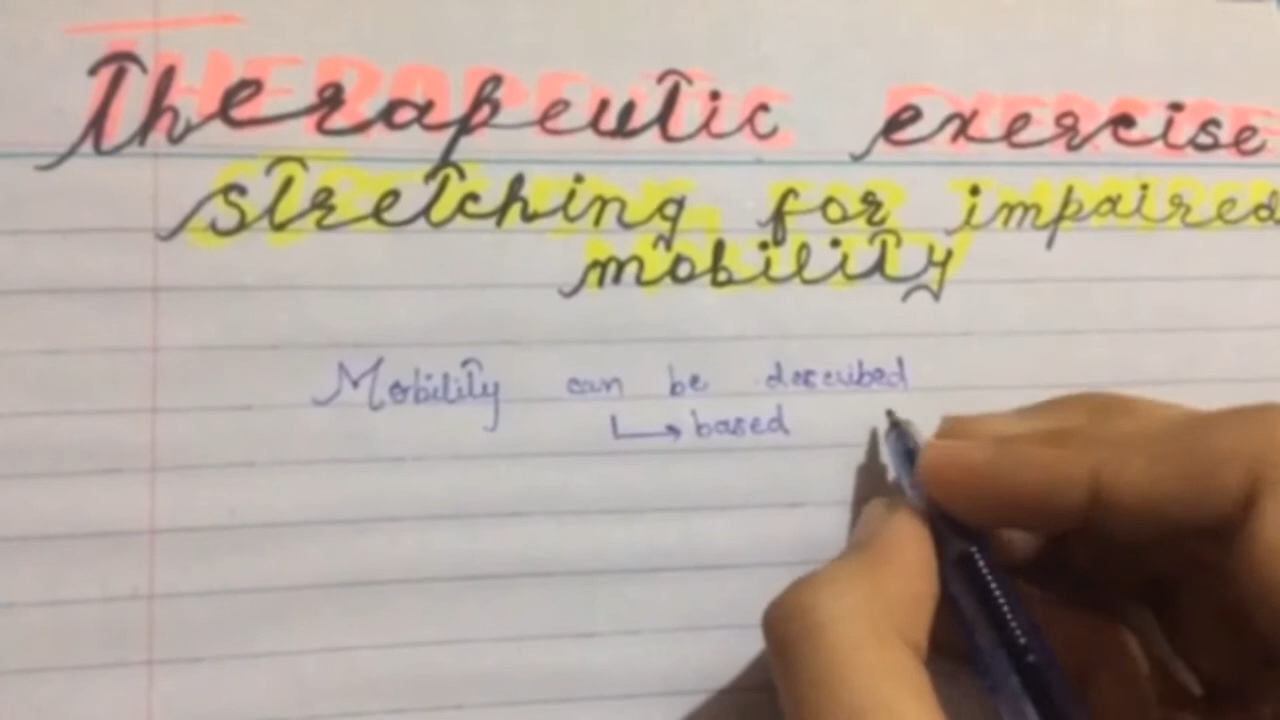 Therapeutic exercise
stretching for impaired
mobility
Mobility can be described
↳ based